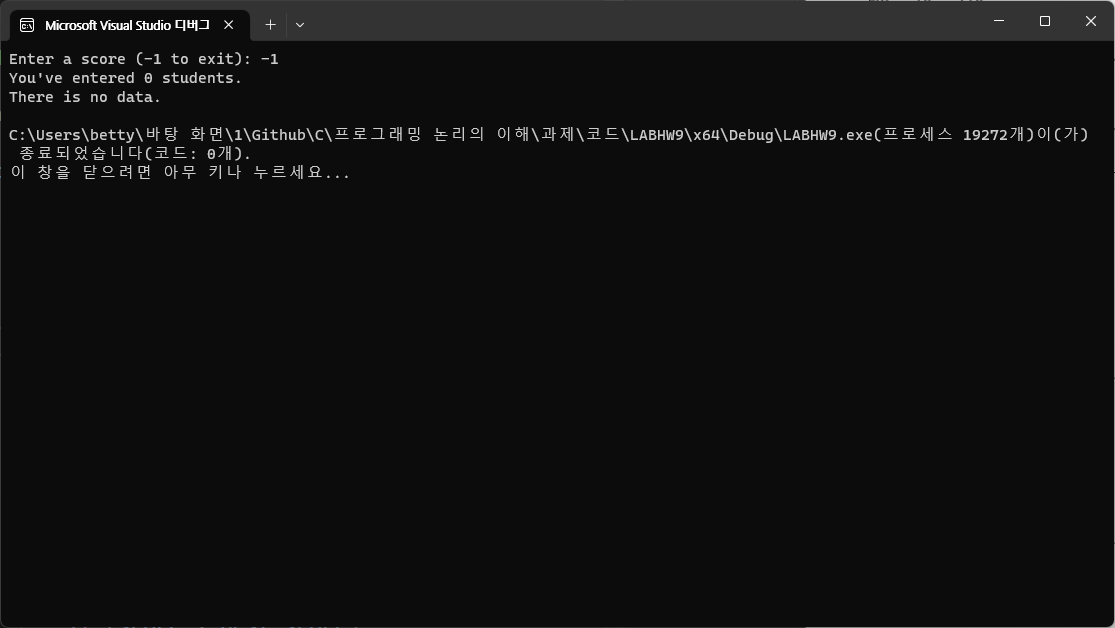 Microsoft Visual Studio 디버그
Enter a score (-1 to exit): -1
You've entered 0 students.
There is no data.
C:\Users\betty\바탕 화면\1\Github\C\프로그래밍 논리의 이해\과제\코드\LABHW9\x64\Debug\LABHW9.exe(프로세스 19272개)이(가)
종료되었습니다(코드: 0개).
이 창을 닫으려면 아무 키나 누르세요...